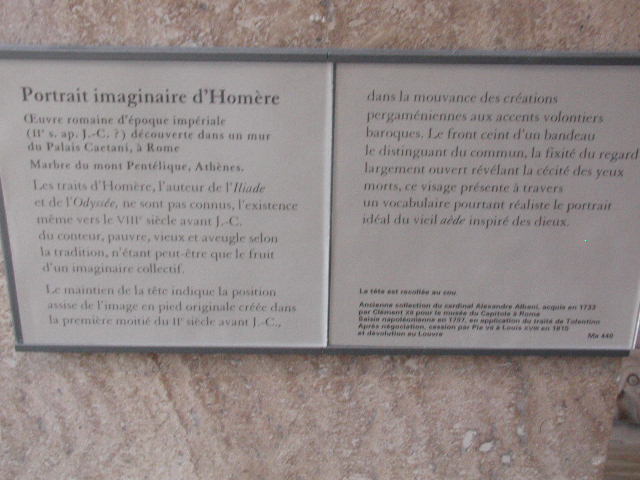 Portrait imaginaire d'Homère
Œuvre romaine d'époque impériale
(IIe s. ap. J.-C. ?) découverte dans un mur
du Palais Caetani, à Rome
Marbre du mont Pentélique, Athènes.
Les traits d'Homère, l'auteur de l'Iliade
et de l'Odyssée, ne sont pas connus, l'existence
même vers le VIIIe siècle avant J.-C.
du conteur, pauvre, vieux et aveugle selon
la tradition, n'étant peut-être que le fruit
d'un imaginaire collectif.
Le maintien de la tête indique la position
assise de l'image en pied originale créée dans
la première moitié du IIe siècle avant J.-C.,
dans la mouvance des créations
pergaméniennes aux accents volontiers
baroques. Le front ceint d'un bandeau
le distinguant du commun, la fixité du regard
largement ouvert révélant la cécité des yeux
morts, ce visage présente à travers
un vocabulaire pourtant réaliste le portrait
idéal du vieil aède inspiré des dieux.
La tête est recollée au cou.
Ancienne collection du cardinal Alexandre Albani, acquise en 1733
par Clément XII pour le musée du Capitole à Rome
Saisie napoléonienne en 1797, en application du traité de Tolentino
Après négociation, cession par Pie VII à Louis XVIII en 1815
et dévolution au Louvre
Ma 440